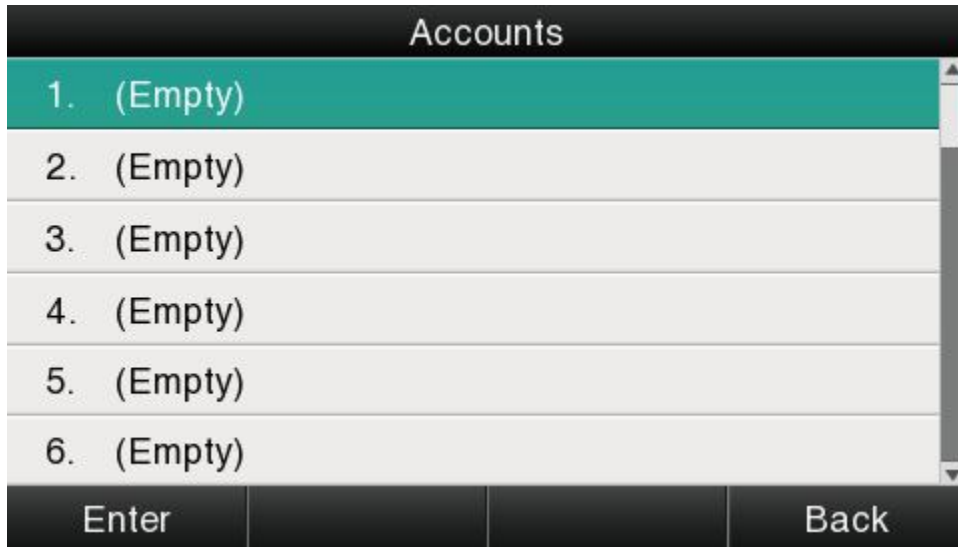 Accounts
1. (Empty)
2. (Empty)
3. (Empty)
4. (Empty)
5. (Empty)
6. (Empty)
Enter Back